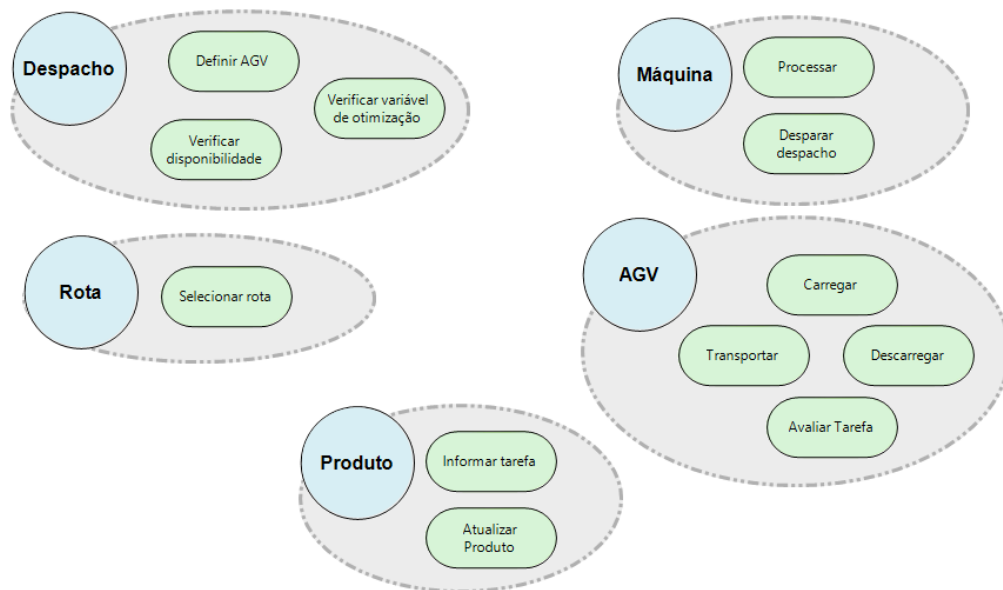 Despacho
Definir AGV
Verificar variável
de otimização
Verificar
disponibilidade
Máquina
Processar
Desparar
despacho
Rota
Selecionar rota
AGV
Carregar
Transportar
Descarregar
Avaliar Tarefa
Produto
Informar tarefa
Atualizar
Produto